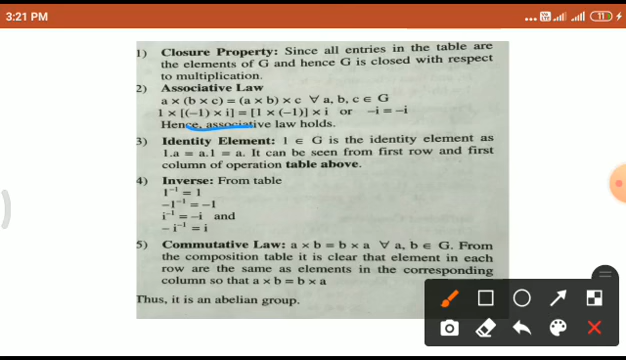 3:21 PM
11
1) Closure Property: Since all entries in the table are
the elements of G and hence G is closed with respect
to multiplication.
2) Associative Law
a × (b × c) = (a × b) × c ∀ a, b, c ∈ G
1 × [(−1) × i] = [1 × (−1)] × i or −i = −i
Hence, associative law holds.
3) Identity Element: 1 ∈ G is the identity element as
1.a = a.1 = a. It can be seen from first row and first
column of operation table above.
4) Inverse: From table
1⁻¹ = 1
−1⁻¹ = −1
i⁻¹ = −i and
− i⁻¹ = i
5) Commutative Law: a × b = b × a ∀ a, b ∈ G. From
the composition table it is clear that element in each
row are the same as elements in the corresponding
column so that a × b = b × a
Thus, it is an abelian group.